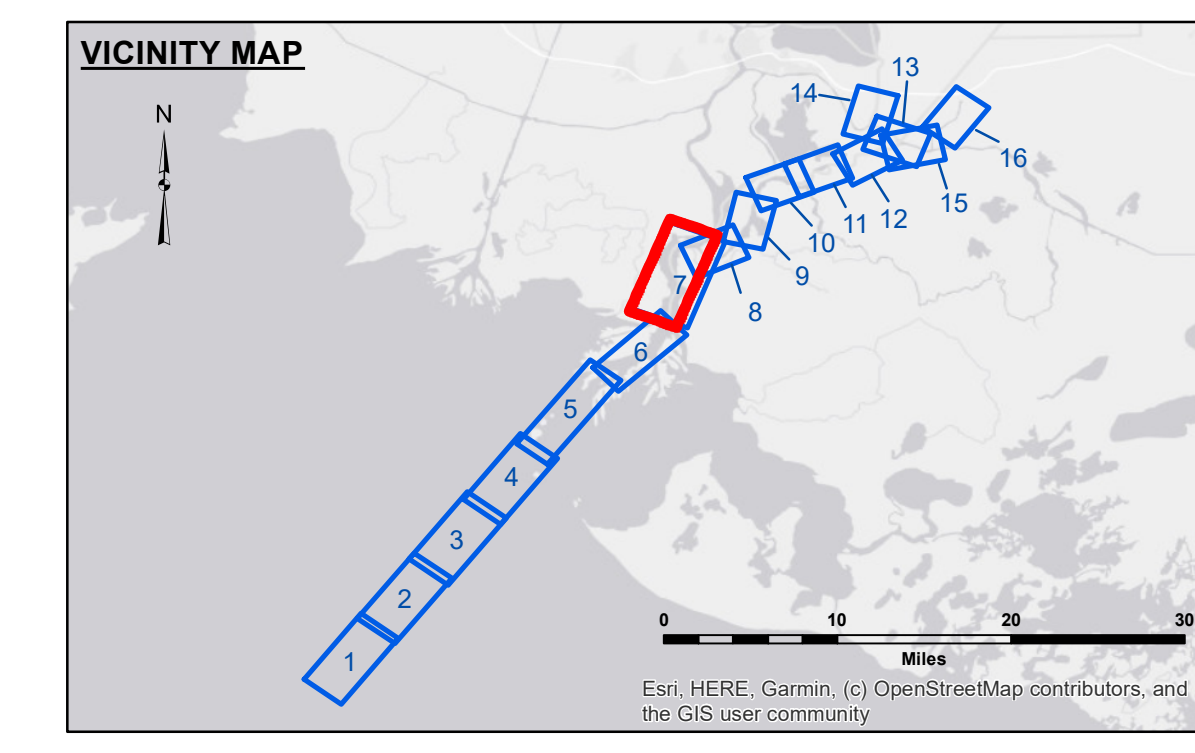 VICINITY MAP
N
13
14
16
15
12
11
10
9
8
7
6
5
4
3
2
1
0 10 20 30
Miles
Esri, HERE, Garmin, (c) OpenStreetMap contributors, and
the GIS user community